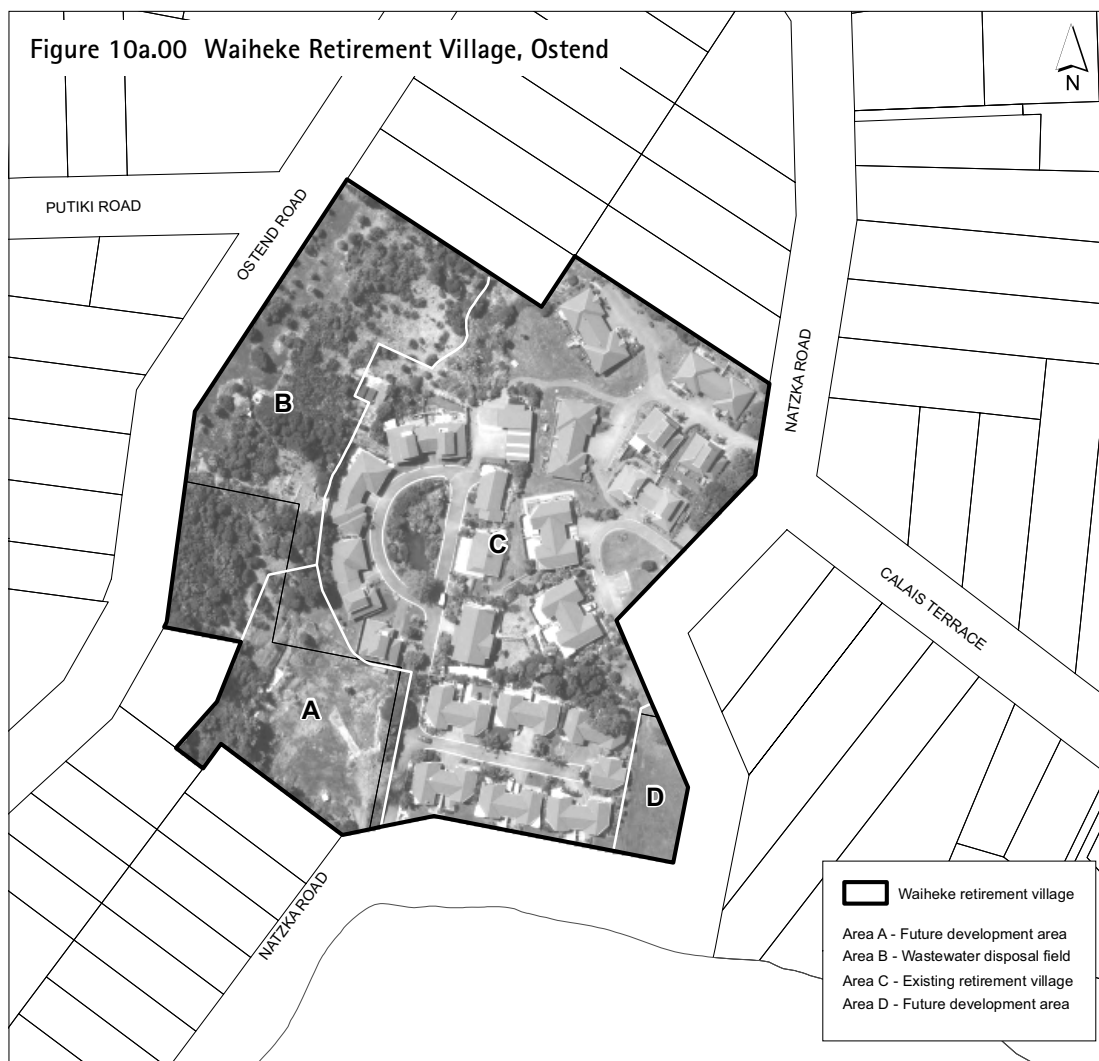 Figure 10a.00 Waiheke Retirement Village, Ostend
N
PUTIKI ROAD
OSTEND ROAD
B
NATZKA ROAD
C
CALAIS TERRACE
A
D
NATZKA ROAD
Waiheke retirement village
Area A - Future development area
Area B - Wastewater disposal field
Area C - Existing retirement village
Area D - Future development area